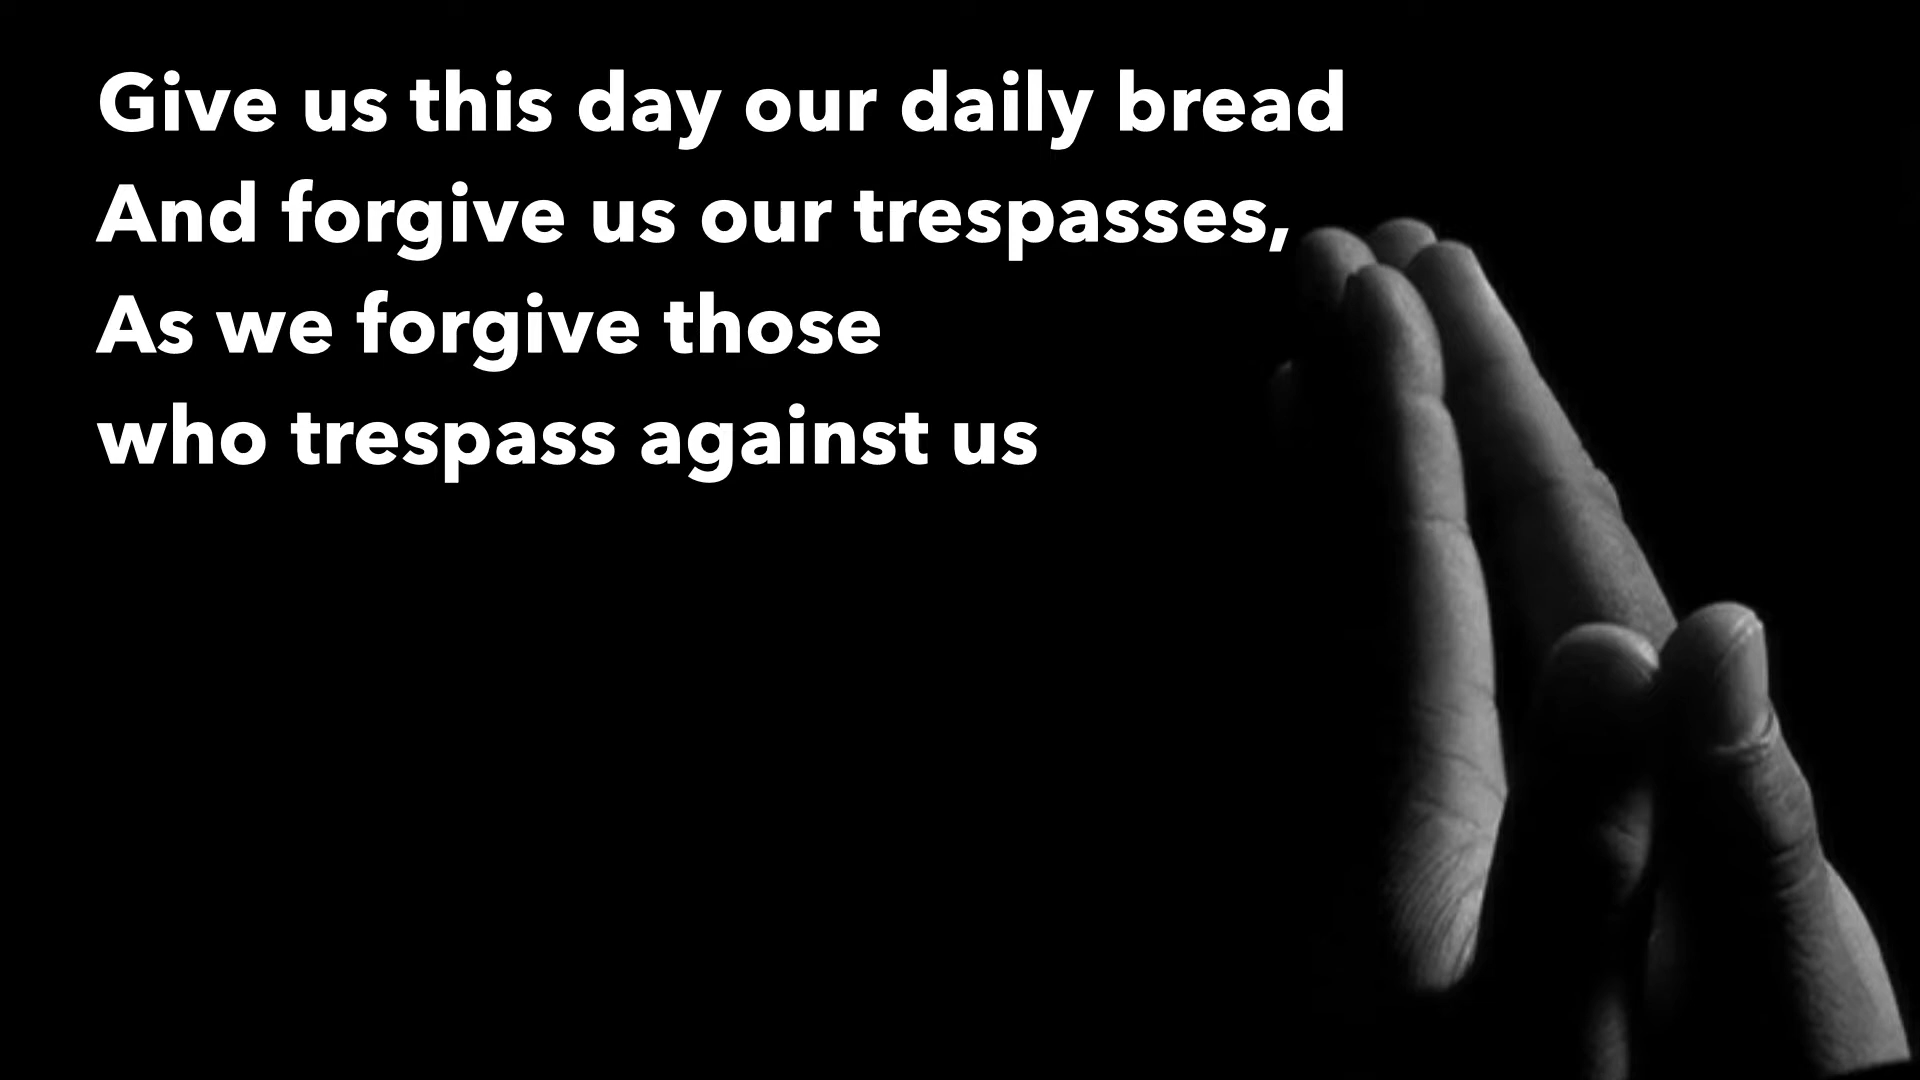 Give us this day our daily bread
And forgive us our trespasses,
As we forgive those
who trespass against us